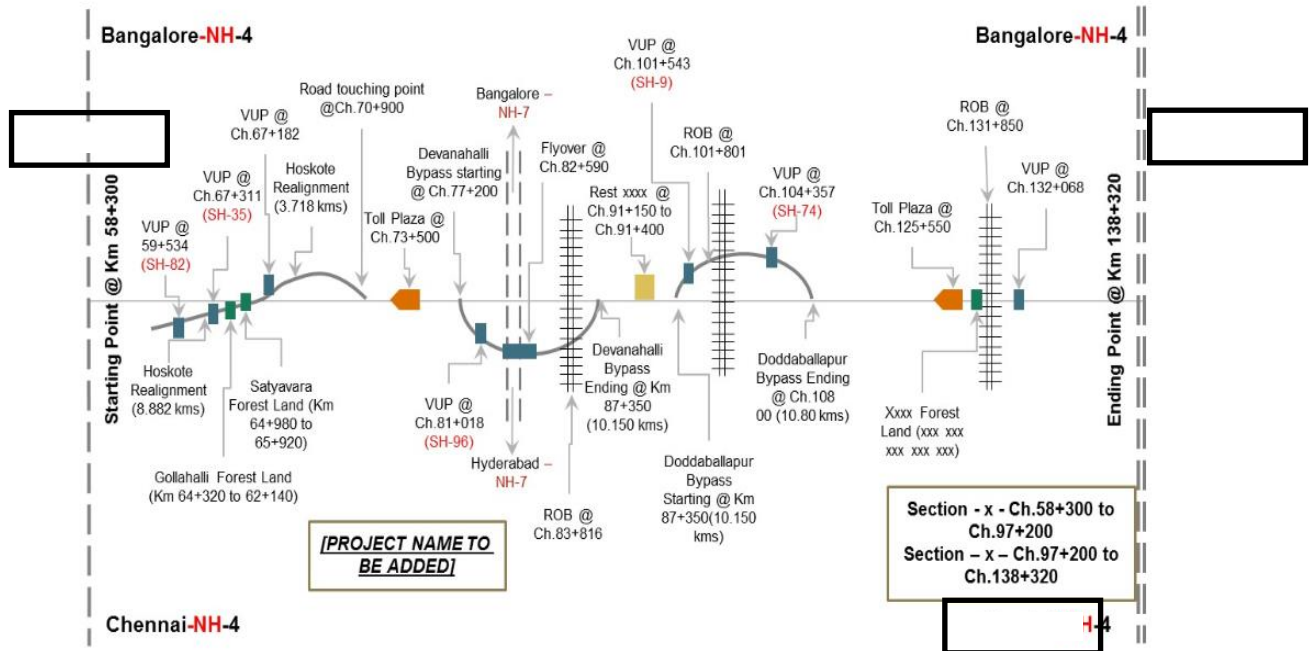 Bangalore-NH-4
Bangalore-NH-4
VUP @
Ch.101+543
(SH-9)
Road touching point
@Ch.70+900
Bangalore –
NH-7
ROB @
Ch.131+850
VUP @
Ch.67+182
Devanahalli
Bypass starting
@ Ch.77+200
Flyover @
Ch.82+590
ROB @
Ch.101+801
Hoskote
Realignment
(3.718 kms)
VUP @
Ch.67+311
(SH-35)
VUP @
Ch.104+357
(SH-74)
VUP @
Ch.132+068
Rest xxxx @
Ch.91+150 to
Ch.91+400
Toll Plaza @
Ch.73+500
Toll Plaza @
Ch.125+550
VUP @
59+534
(SH-82)
Starting Point @ Km 58+300
Ending Point @ Km 138+320
Hoskote
Realignment
(8.882 kms)
Satyavara
Forest Land (Km
64+980 to
65+920)
Gollahalli Forest Land
(Km 64+320 to 62+140)
VUP @
Ch.81+018
(SH-96)
Hyderabad –
NH-7
Devanahalli
Bypass
Ending @ Km
87+350
(10.150 kms)
ROB @
Ch.83+816
Doddaballapur
Bypass
Starting @ Km
87+350(10.150
kms)
Doddaballapur
Bypass Ending
@ Ch.108
00 (10.80 kms)
Xxxx Forest
Land (xxx xxx
xxx xxx xxx)
[PROJECT NAME TO
BE ADDED]
Section - x - Ch.58+300 to
Ch.97+200
Section – x – Ch.97+200 to
Ch.138+320
Chennai-NH-4
H-4